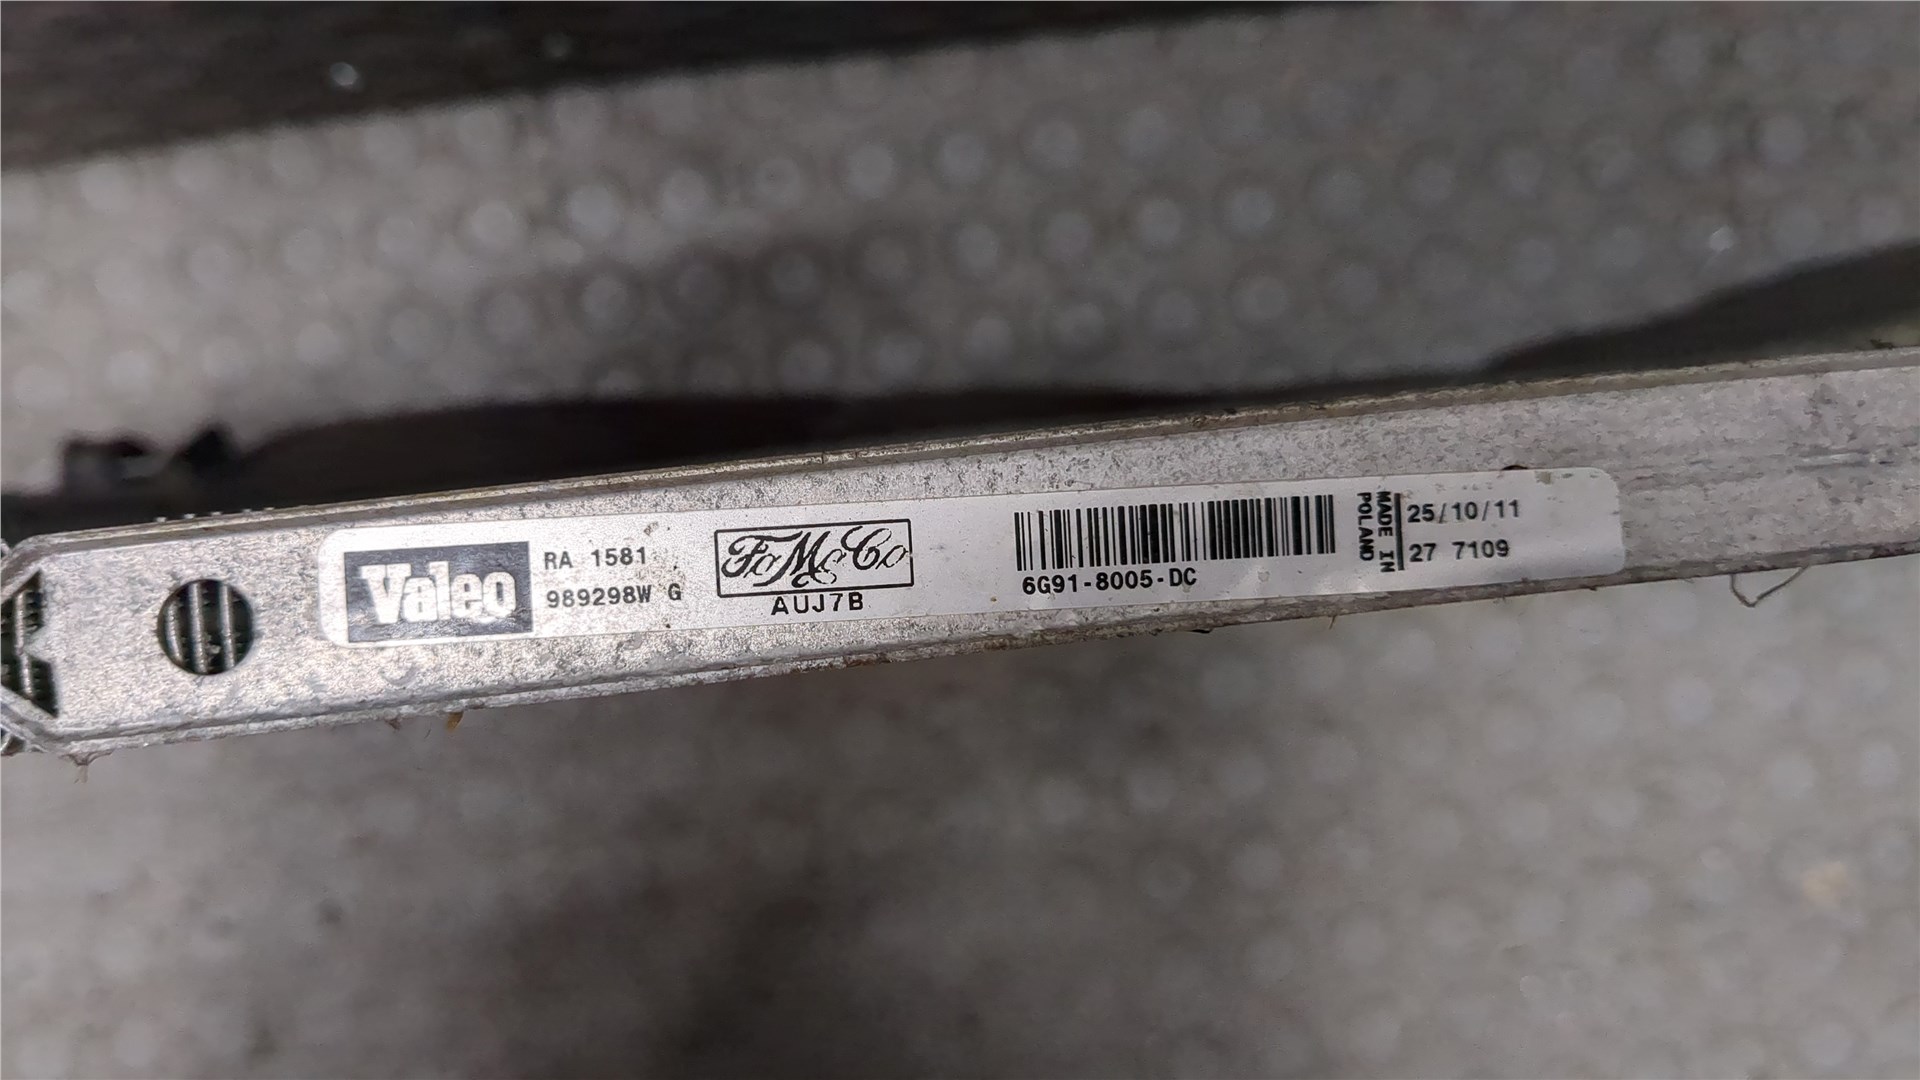 Valeo
RA 1581
989298W G
FoMoCo
AUJ7B
6G91-8005-DC
MADE IN
POLAND
25/10/11
27 7109